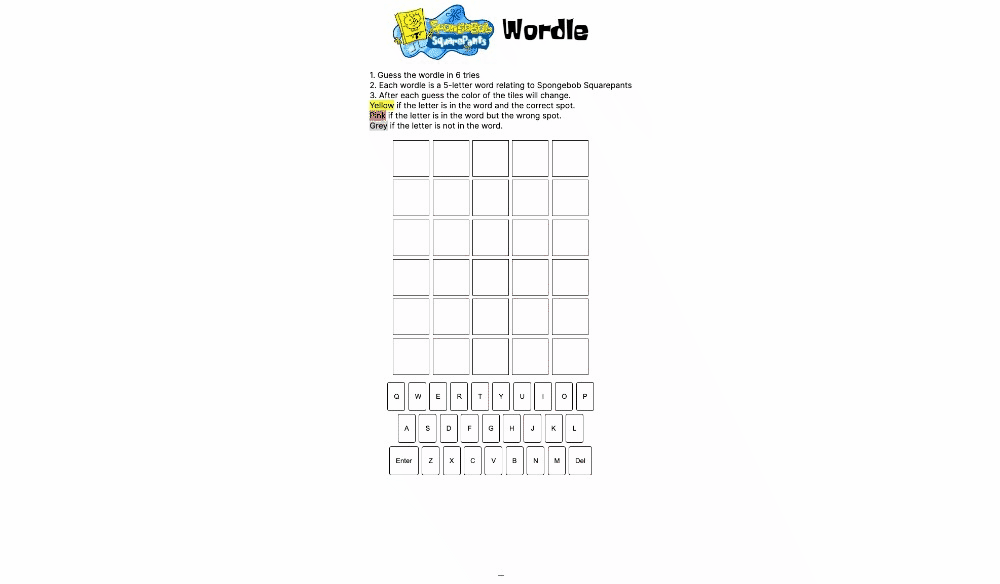 SpongeBob
SquarePants
Wordle
1. Guess the wordle in 6 tries
2. Each wordle is a 5-letter word relating to Spongebob Squarepants
3. After each guess the color of the tiles will change.
Yellow if the letter is in the word and the correct spot.
Pink if the letter is in the word but the wrong spot.
Grey if the letter is not in the word.
Q W E R T Y U I O P
A S D F G H J K L
Enter Z X C V B N M Del